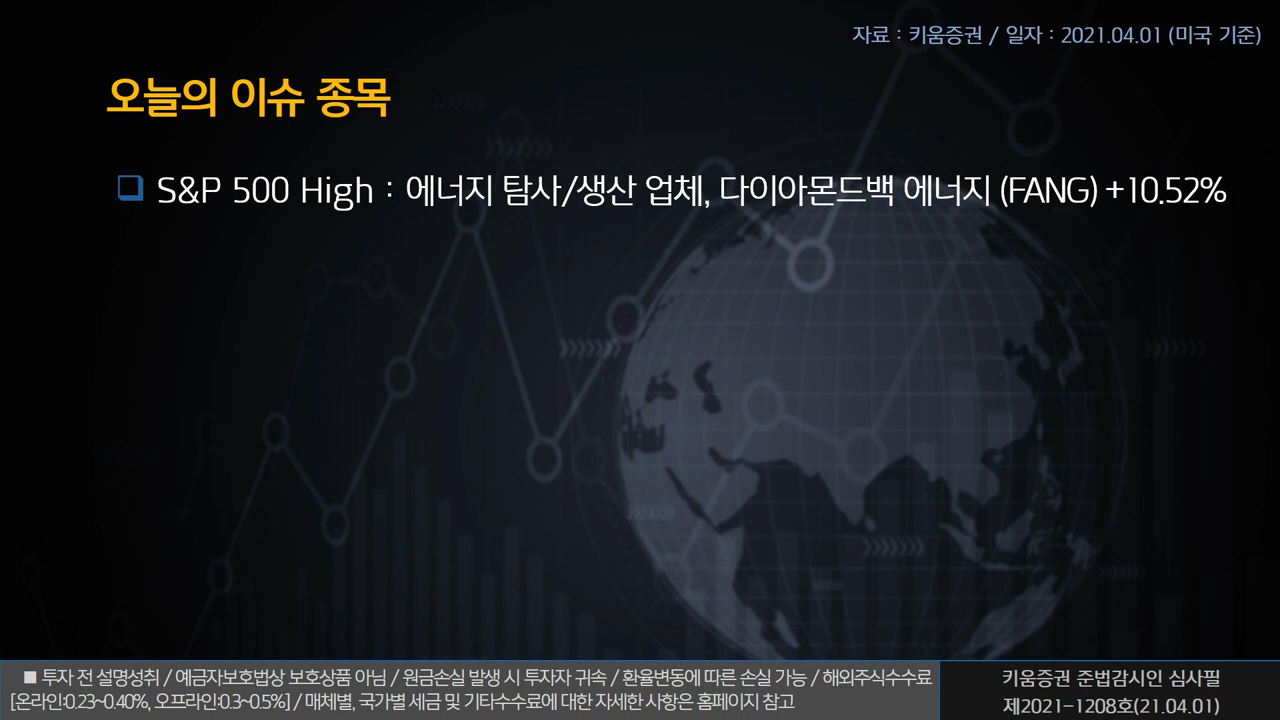 자료 : 키움증권 / 일자 : 2021.04.01 (미국 기준)
오늘의 이슈 종목
❑ S&P 500 High : 에너지 탐사/생산 업체, 다이아몬드백 에너지 (FANG) +10.52%
■ 투자 전 설명성취 / 예금자보호법상 보호상품 아님 / 원금손실 발생 시 투자자 귀속 / 환율변동에 따른 손실 가능 / 해외주식수수료
[온라인:0.23~0.40%, 오프라인:0.3~0.5%] / 매체별, 국가별 세금 및 기타수수료에 대한 자세한 사항은 홈페이지 참고
키움증권 준법감시인 심사필
제2021-1208호(21.04.01)